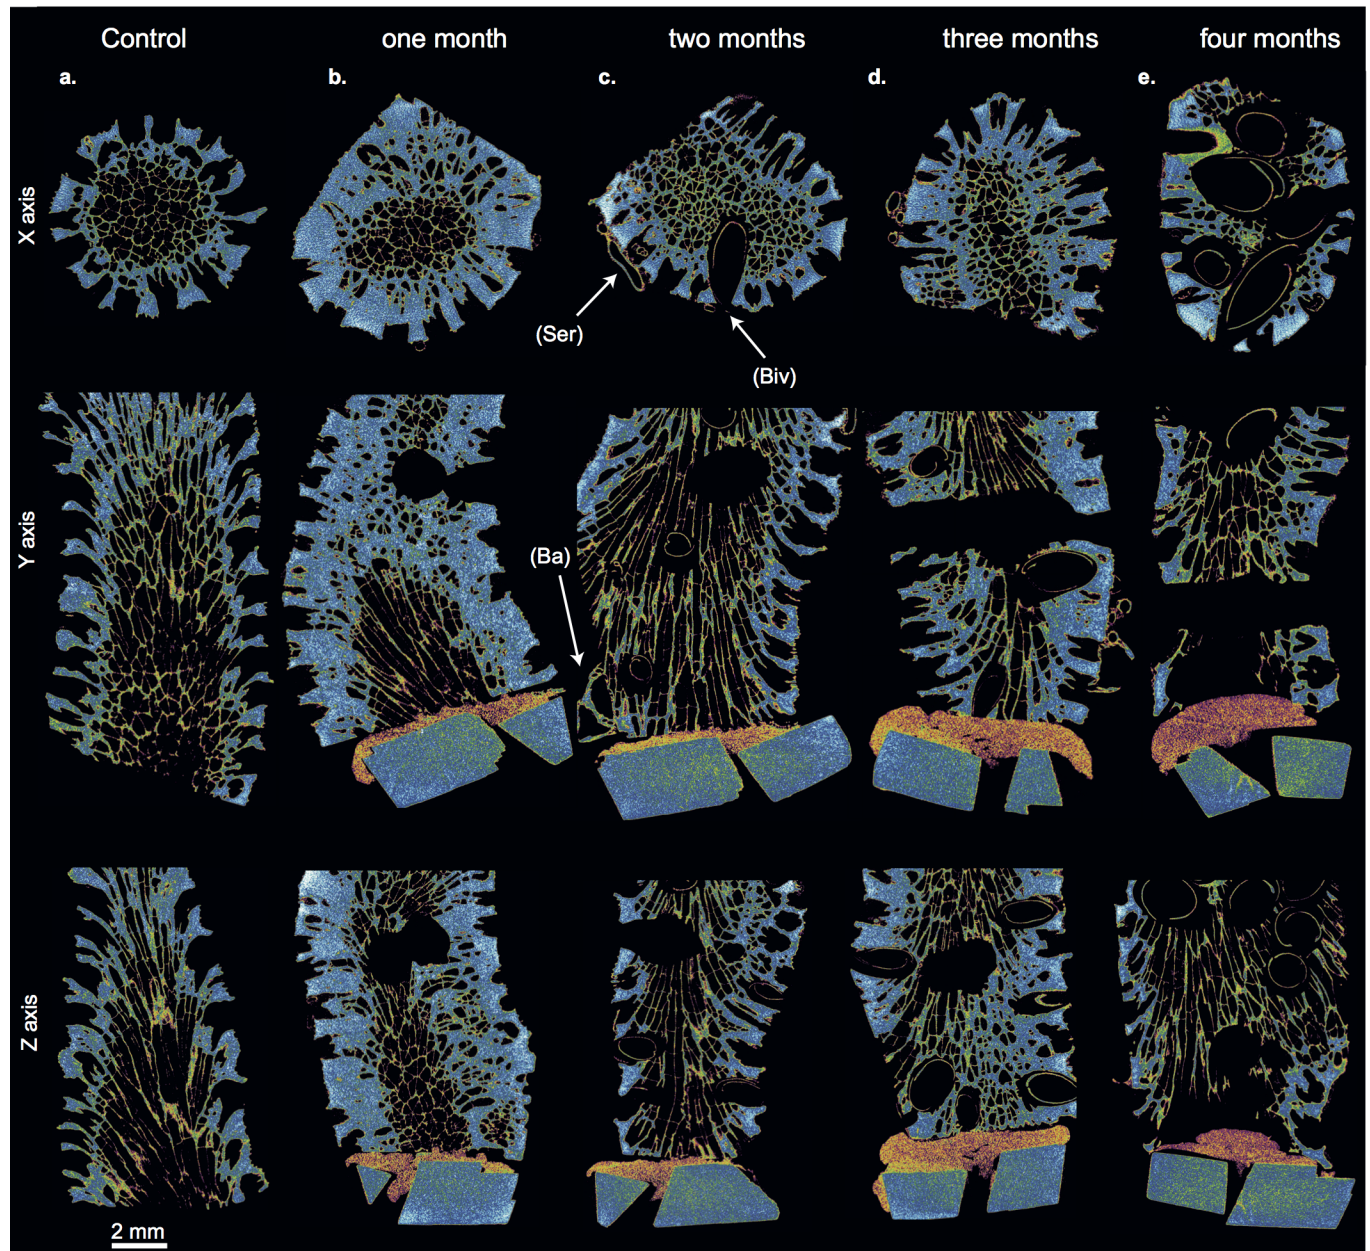 Control one month two months three months four months
a. b. c. d. e.
X axis
(Ser)
(Biv)
Y axis
(Ba)
Z axis
2 mm